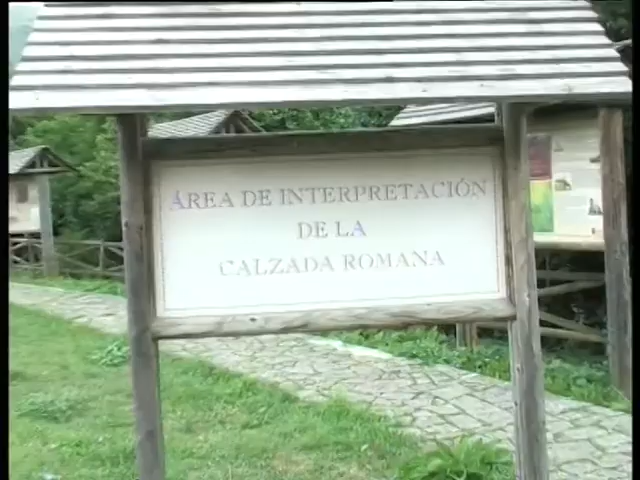 ÁREA DE INTERPRETACIÓN
DE LA
CALZADA ROMANA